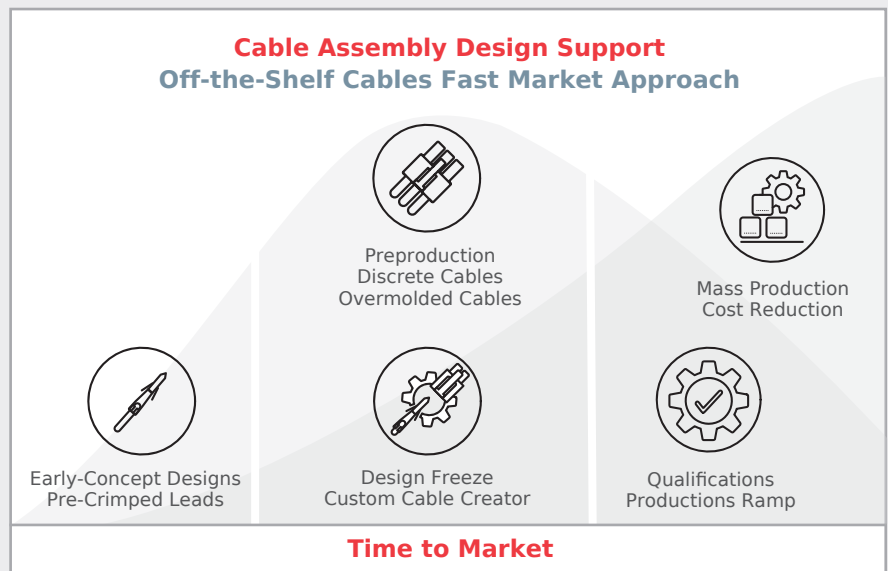 Cable Assembly Design Support
Off-the-Shelf Cables Fast Market Approach
Preproduction
Discrete Cables
Overmolded Cables
Mass Production
Cost Reduction
Early-Concept Designs
Pre-Crimped Leads
Design Freeze
Custom Cable Creator
Qualifications
Productions Ramp
Time to Market